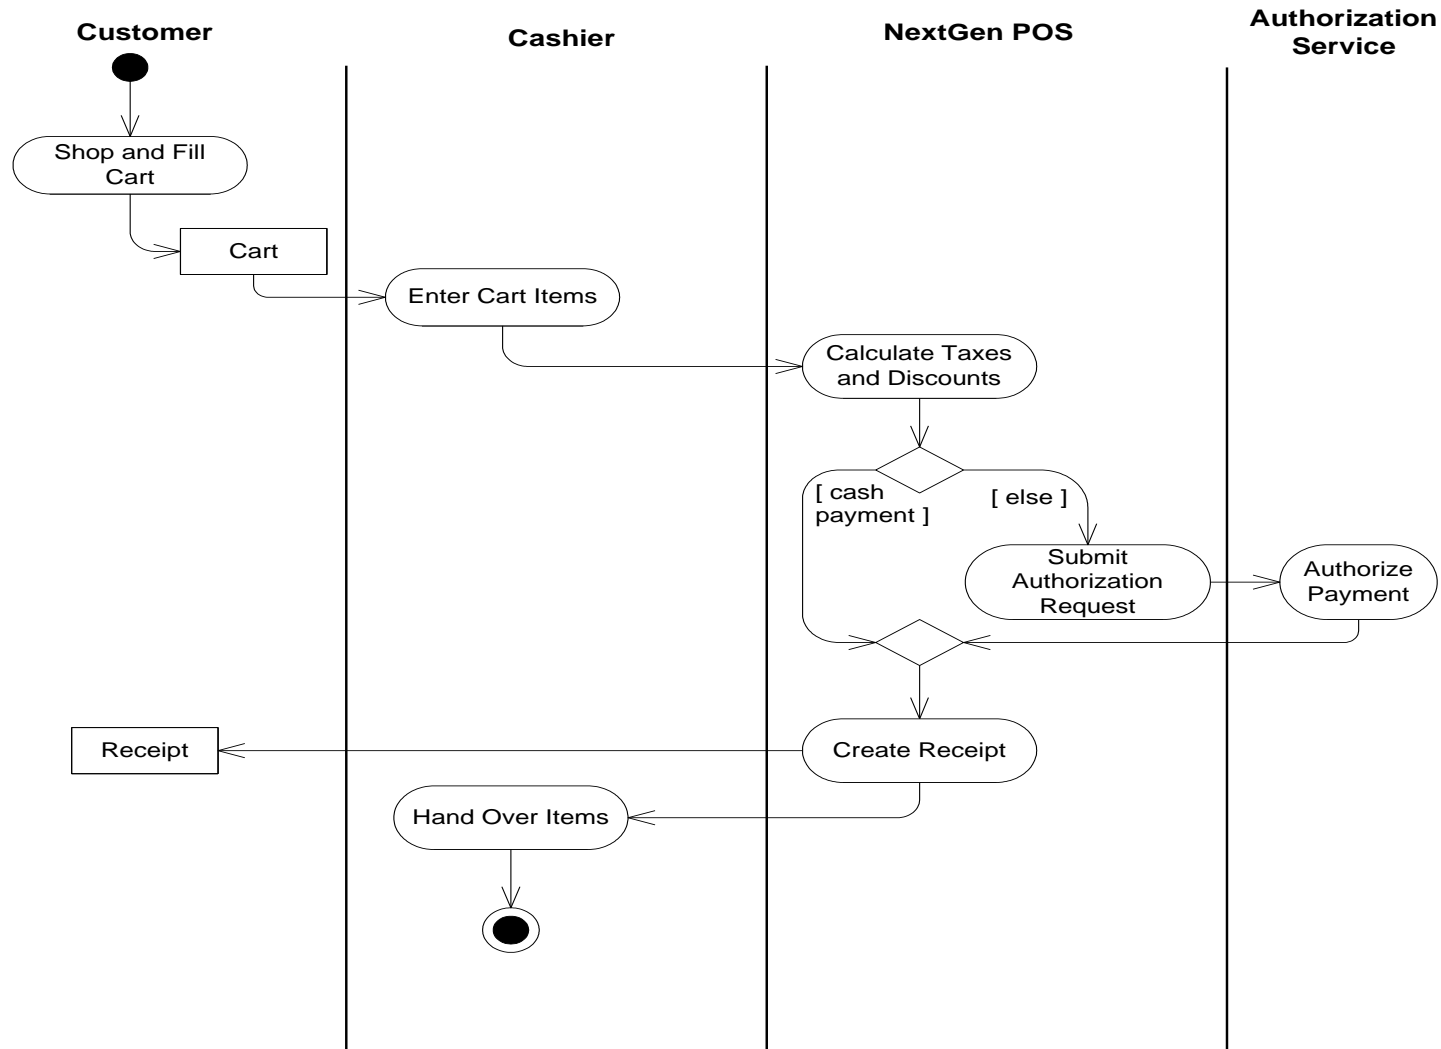 Customer
Cashier
NextGen POS
Authorization
Service
Shop and Fill
Cart
Cart
Enter Cart Items
Calculate Taxes
and Discounts
[ cash
payment ]
[ else ]
Submit
Authorization
Request
Authorize
Payment
Receipt
Create Receipt
Hand Over Items